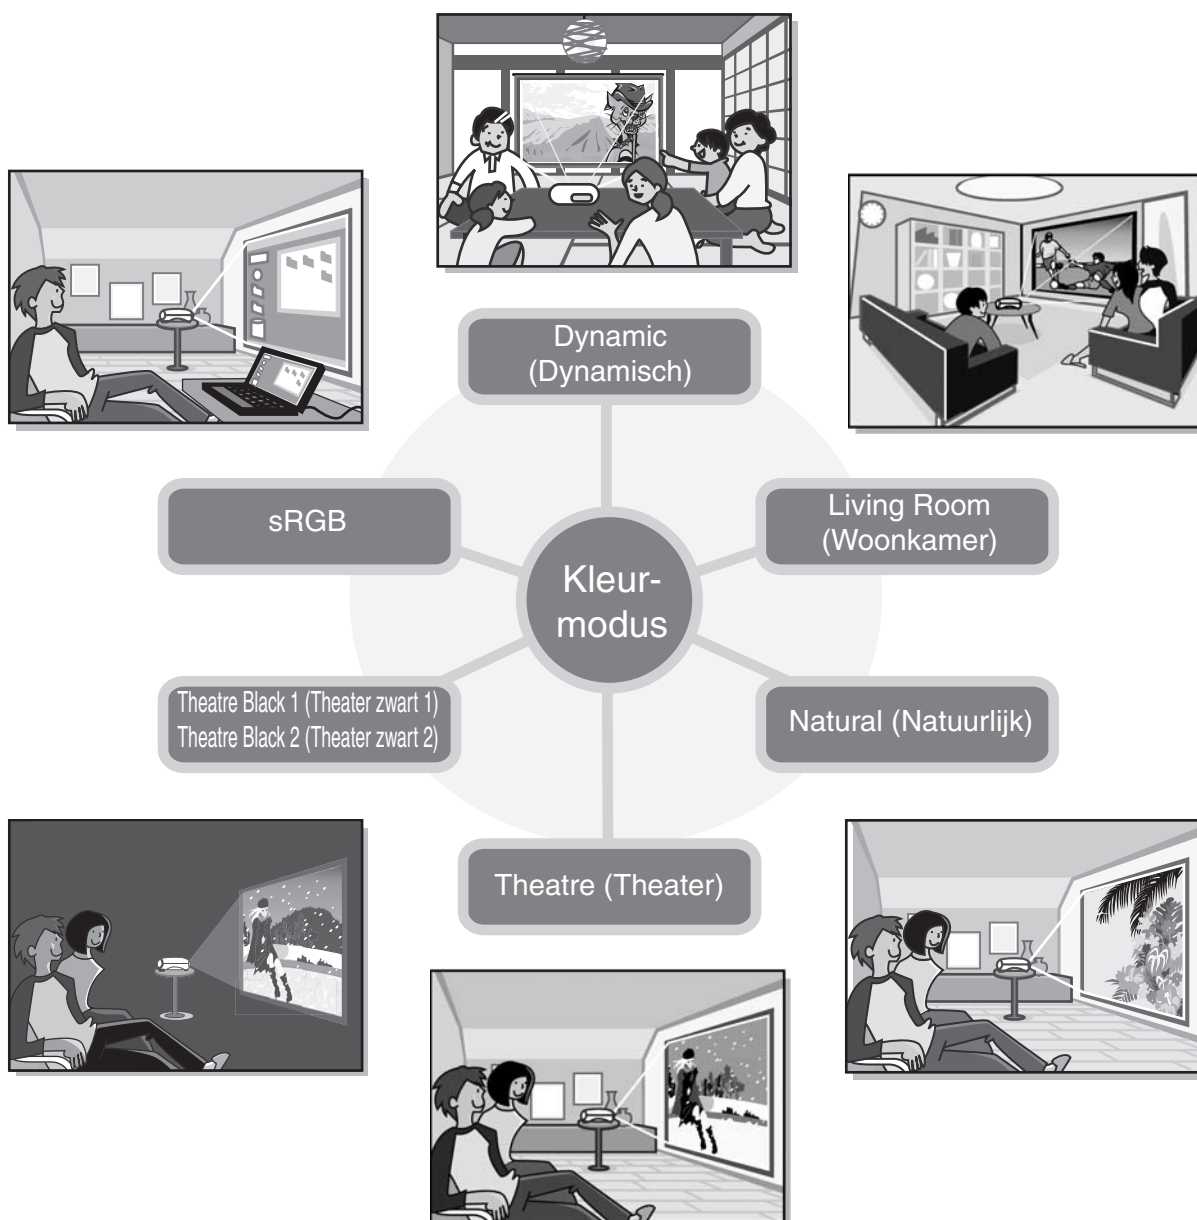 Dynamic
(Dynamisch)
sRGB
Living Room
(Woonkamer)
Kleur-
modus
Theatre Black 1 (Theater zwart 1)
Theatre Black 2 (Theater zwart 2)
Natural (Natuurlijk)
Theatre (Theater)